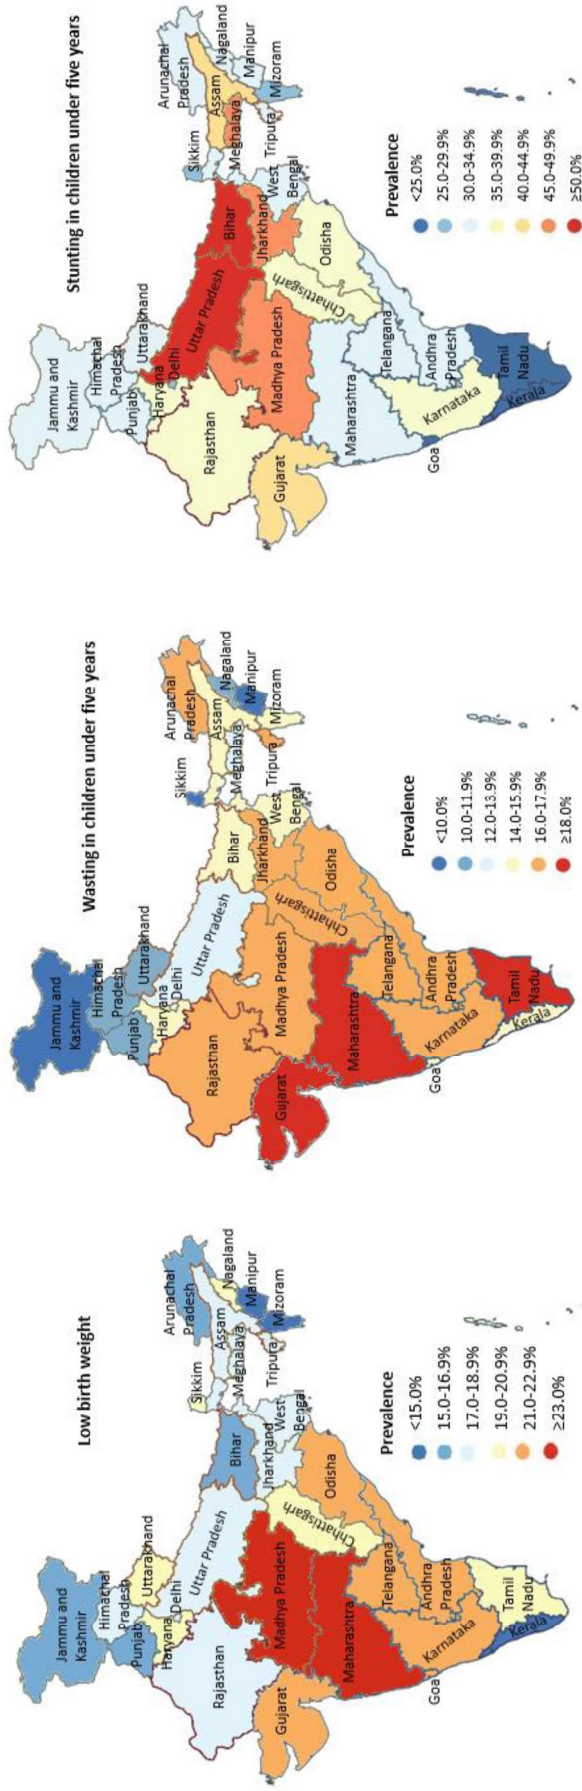 Low birth weight
Jammu and
Kashmir
Himachal
Pradesh
Punjab
Uttarakhand
Haryana
Delhi
Rajasthan
Uttar Pradesh
Bihar
Sikkim
Arunachal
Pradesh
Assam
Nagaland
Meghalaya
Manipur
Tripura
Mizoram
West
Bengal
Jharkhand
Gujarat
Madhya Pradesh
Chhattisgarh
Odisha
Maharashtra
Telangana
Andhra
Pradesh
Goa
Karnataka
Tamil
Nadu
Kerala
Prevalence
<15.0%
15.0-16.9%
17.0-18.9%
19.0-20.9%
21.0-22.9%
≥23.0%
Wasting in children under five years
Jammu and
Kashmir
Himachal
Pradesh
Punjab
Uttarakhand
Haryana
Delhi
Rajasthan
Uttar Pradesh
Bihar
Sikkim
Arunachal
Pradesh
Assam
Nagaland
Meghalaya
Manipur
Tripura
Mizoram
West
Bengal
Jharkhand
Gujarat
Madhya Pradesh
Chhattisgarh
Odisha
Maharashtra
Telangana
Andhra
Pradesh
Goa
Karnataka
Tamil
Nadu
Kerala
Prevalence
<10.0%
10.0-11.9%
12.0-13.9%
14.0-15.9%
16.0-17.9%
≥18.0%
Stunting in children under five years
Jammu and
Kashmir
Himachal
Pradesh
Punjab
Uttarakhand
Haryana
Delhi
Rajasthan
Uttar Pradesh
Bihar
Sikkim
Arunachal
Pradesh
Assam
Nagaland
Meghalaya
Manipur
Tripura
Mizoram
West
Bengal
Jharkhand
Gujarat
Madhya Pradesh
Chhattisgarh
Odisha
Maharashtra
Telangana
Andhra
Pradesh
Goa
Karnataka
Tamil
Nadu
Kerala
Prevalence
<25.0%
25.0-29.9%
30.0-34.9%
35.0-39.9%
40.0-44.9%
45.0-49.9%
≥50.0%